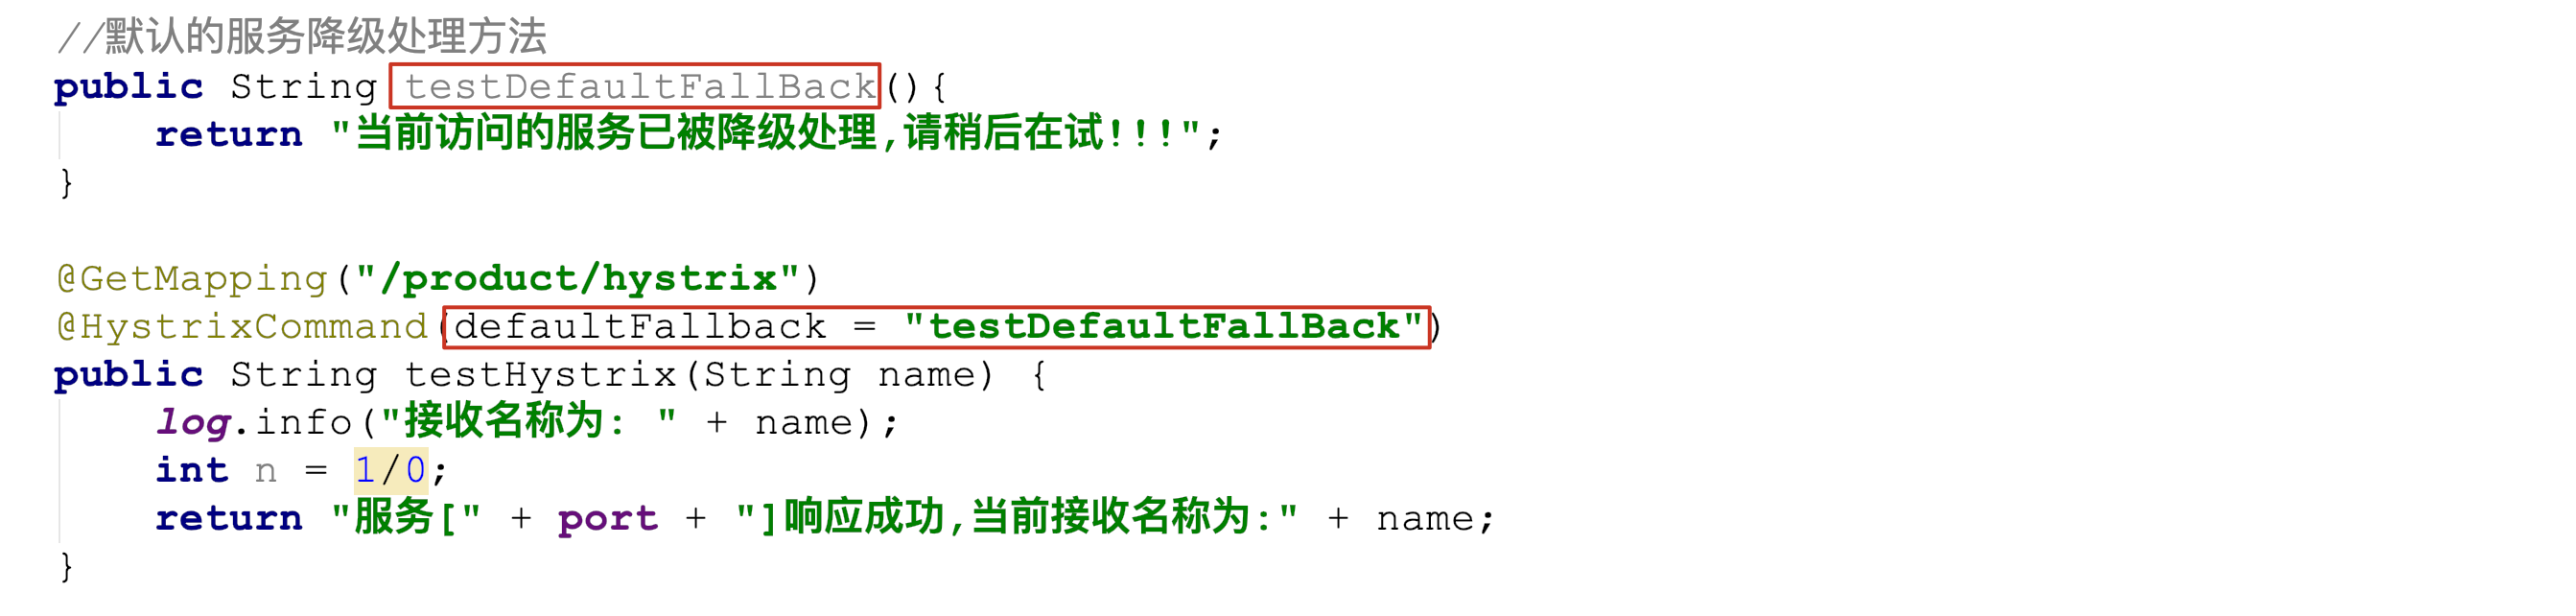 //默认的服务降级处理方法
public String testDefaultFallBack(){
    return "当前访问的服务已被降级处理,请稍后在试!!!";
}
@GetMapping("/product/hystrix")
@HystrixCommand(defaultFallback = "testDefaultFallBack")
public String testHystrix(String name) {
    log.info("接收名称为: " + name);
    int n = 1/0;
    return "服务[" + port + "]响应成功,当前接收名称为:" + name;
}